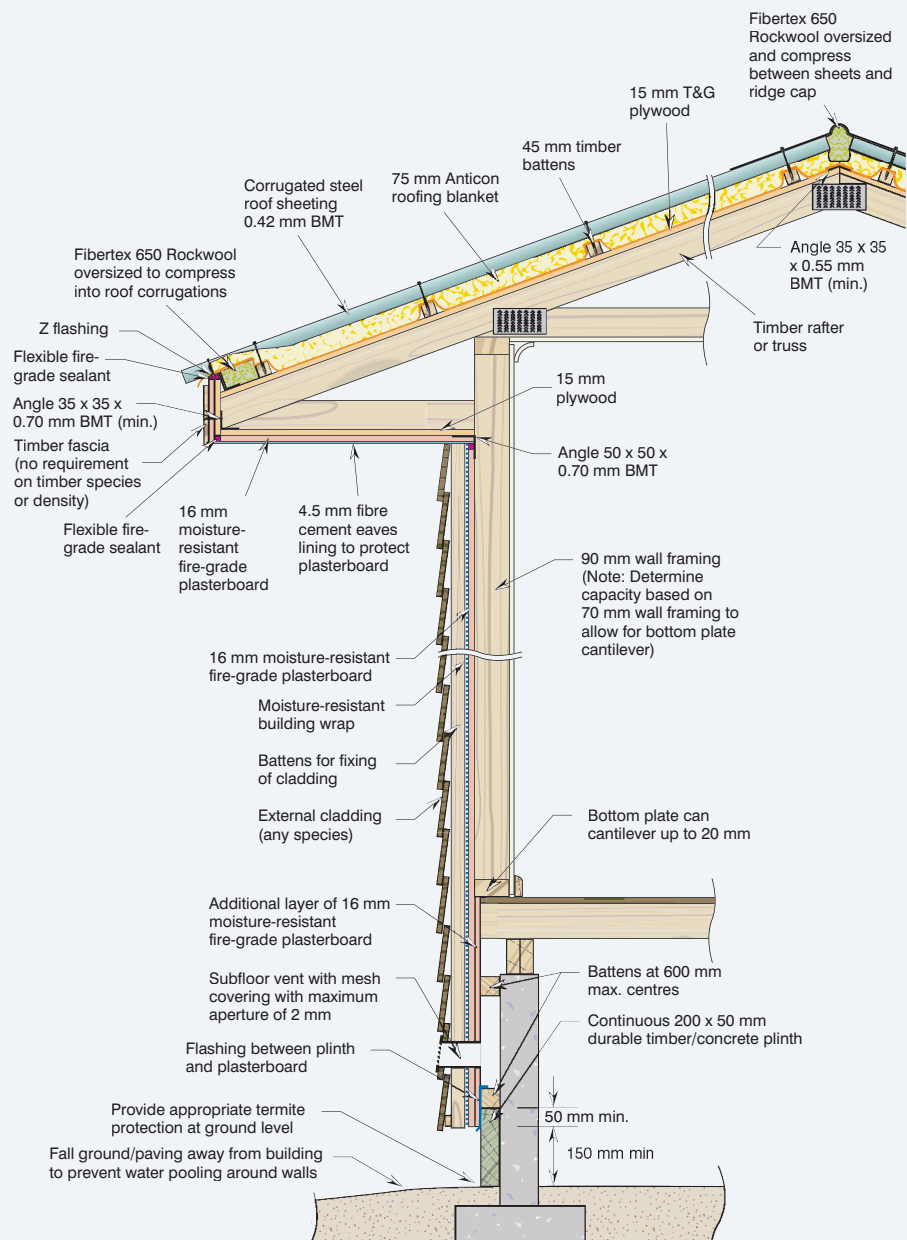 Fibertex 650
Rockwool oversized
and compress
between sheets and
ridge cap
15 mm T&G
plywood
45 mm timber
battens
75 mm Anticon
roofing blanket
Corrugated steel
roof sheeting
0.42 mm BMT
Fibertex 650 Rockwool
oversized to compress
into roof corrugations
Z flashing
Flexible fire-
grade sealant
Angle 35 x 35 x
0.70 mm BMT (min.)
Timber fascia
(no requirement
on timber species
or density)
Flexible fire-
grade sealant
16 mm
moisture-
resistant
fire-grade
plasterboard
4.5 mm fibre
cement eaves
lining to protect
plasterboard
Angle 35 x 35
x 0.55 mm
BMT (min.)
Timber rafter
or truss
15 mm
plywood
Angle 50 x 50 x
0.70 mm BMT
90 mm wall framing
(Note: Determine
capacity based on
70 mm wall framing to
allow for bottom plate
cantilever)
16 mm moisture-resistant
fire-grade plasterboard
Moisture-resistant
building wrap
Battens for fixing
of cladding
External cladding
(any species)
Bottom plate can
cantilever up to 20 mm
Additional layer of 16 mm
moisture-resistant
fire-grade plasterboard
Subfloor vent with mesh
covering with maximum
aperture of 2 mm
Flashing between plinth
and plasterboard
Provide appropriate termite
protection at ground level
Fall ground/paving away from building
to prevent water pooling around walls
Battens at 600 mm
max. centres
Continuous 200 x 50 mm
durable timber/concrete plinth
50 mm min.
150 mm min